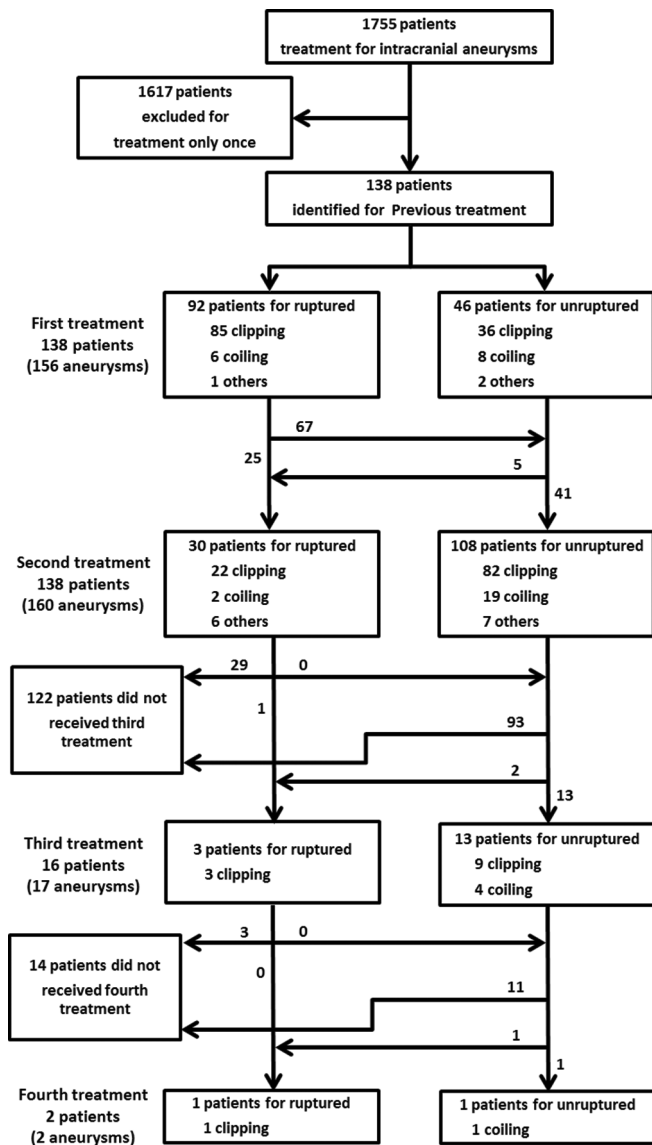 1755 patients
treatment for intracranial aneurysms
1617 patients
excluded for
treatment only once
138 patients
identified for Previous treatment
First treatment
138 patients
(156 aneurysms)
92 patients for ruptured
85 clipping
6 coiling
1 others
46 patients for unruptured
36 clipping
8 coiling
2 others
67
25
5
41
Second treatment
138 patients
(160 aneurysms)
30 patients for ruptured
22 clipping
2 coiling
6 others
108 patients for unruptured
82 clipping
19 coiling
7 others
122 patients did not
received third
treatment
29
0
1
93
2
13
Third treatment
16 patients
(17 aneurysms)
3 patients for ruptured
3 clipping
13 patients for unruptured
9 clipping
4 coiling
14 patients did not
received fourth
treatment
3
0
0
11
1
1
Fourth treatment
2 patients
(2 aneurysms)
1 patients for ruptured
1 clipping
1 patients for unruptured
1 coiling